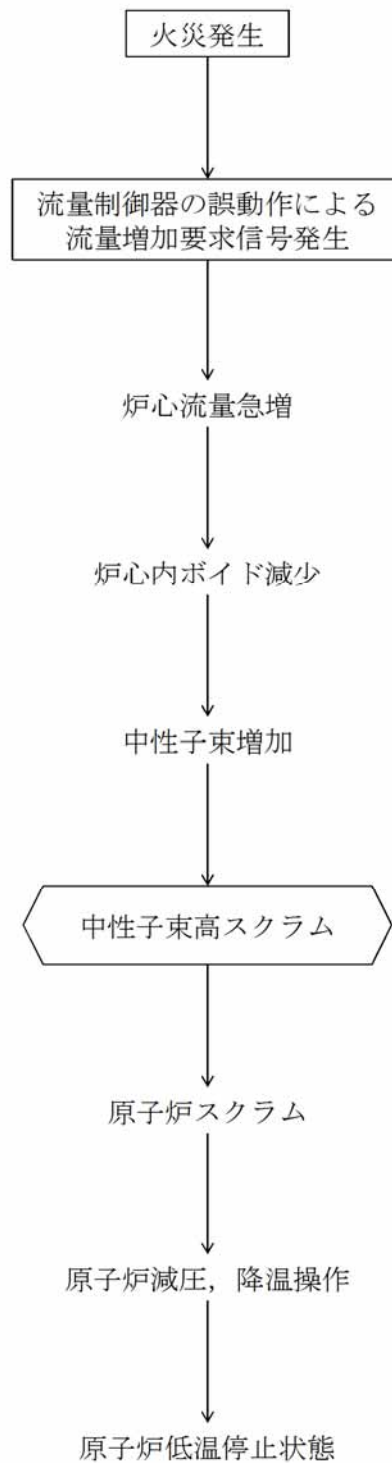 火災発生
流量制御器の誤動作による
流量増加要求信号発生
炉心流量急増
炉心内ボイド減少
中性子束増加
中性子束高スクラム
原子炉スクラム
原子炉減圧，降温操作
原子炉低温停止状態